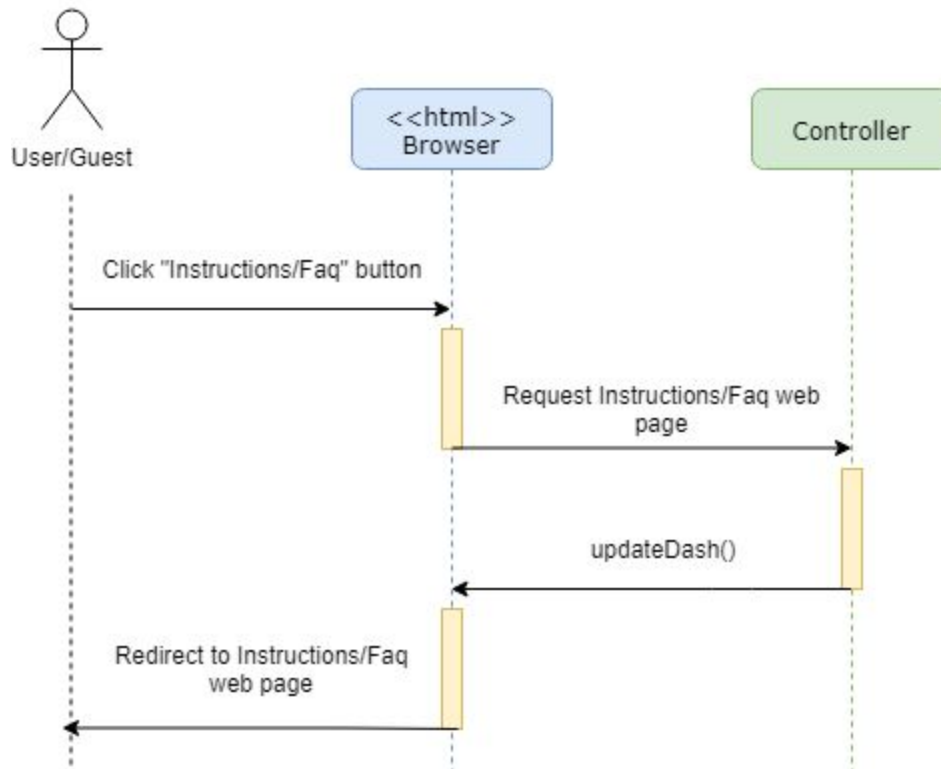 <<html>>
Browser
Controller
User/Guest
Click "Instructions/Faq" button
Request Instructions/Faq web
page
updateDash()
Redirect to Instructions/Faq
web page